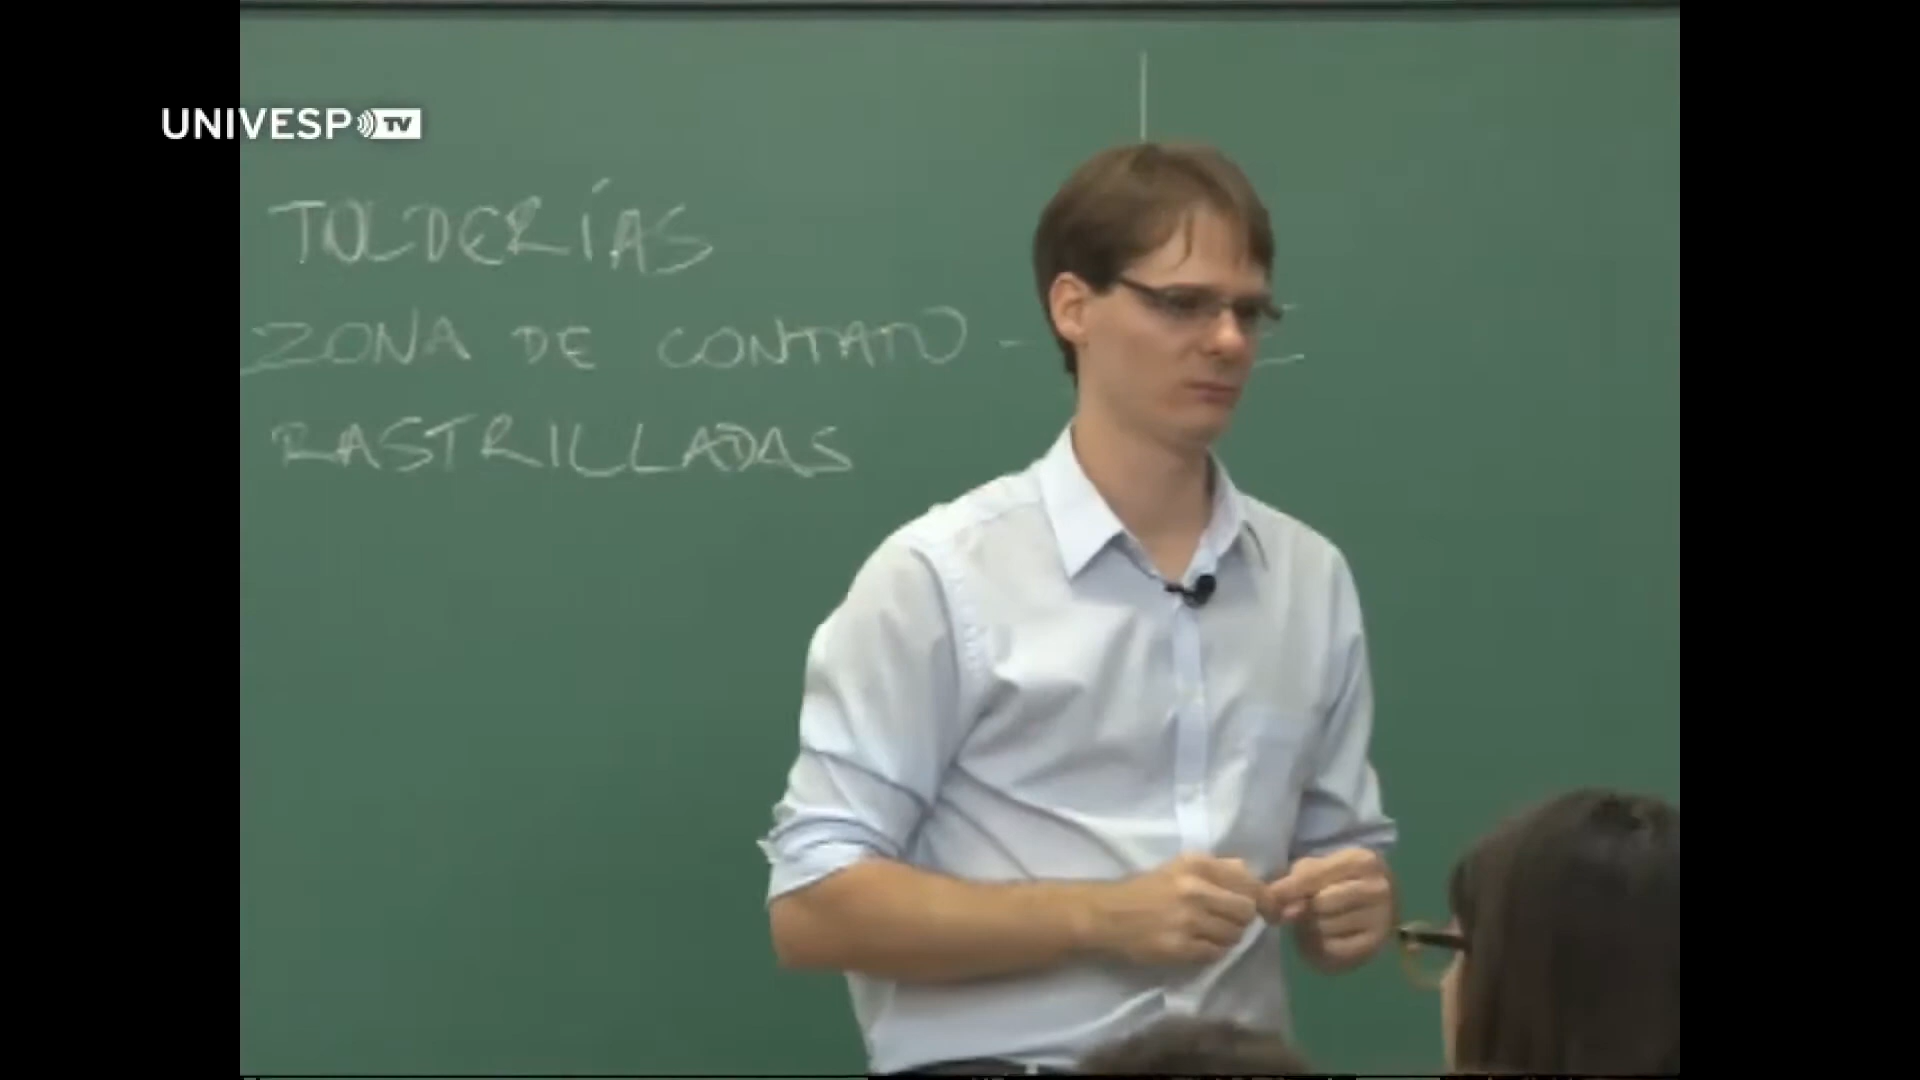 UNIVESP TV
TOLDERÍAS
ZONA DE CONTATO -
RASTRILLADAS